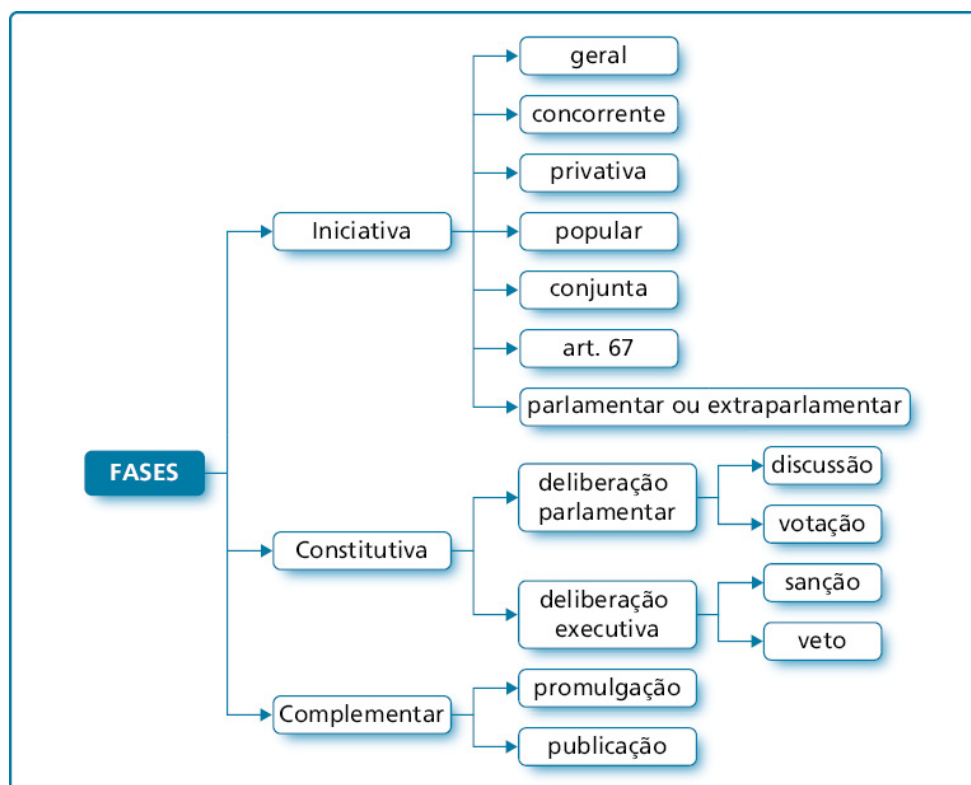 geral
concorrente
privativa
Iniciativa
popular
conjunta
art. 67
parlamentar ou extraparlamentar
FASES
deliberação
parlamentar
discussão
votação
Constitutiva
deliberação
executiva
sanção
veto
Complementar
promulgação
publicação